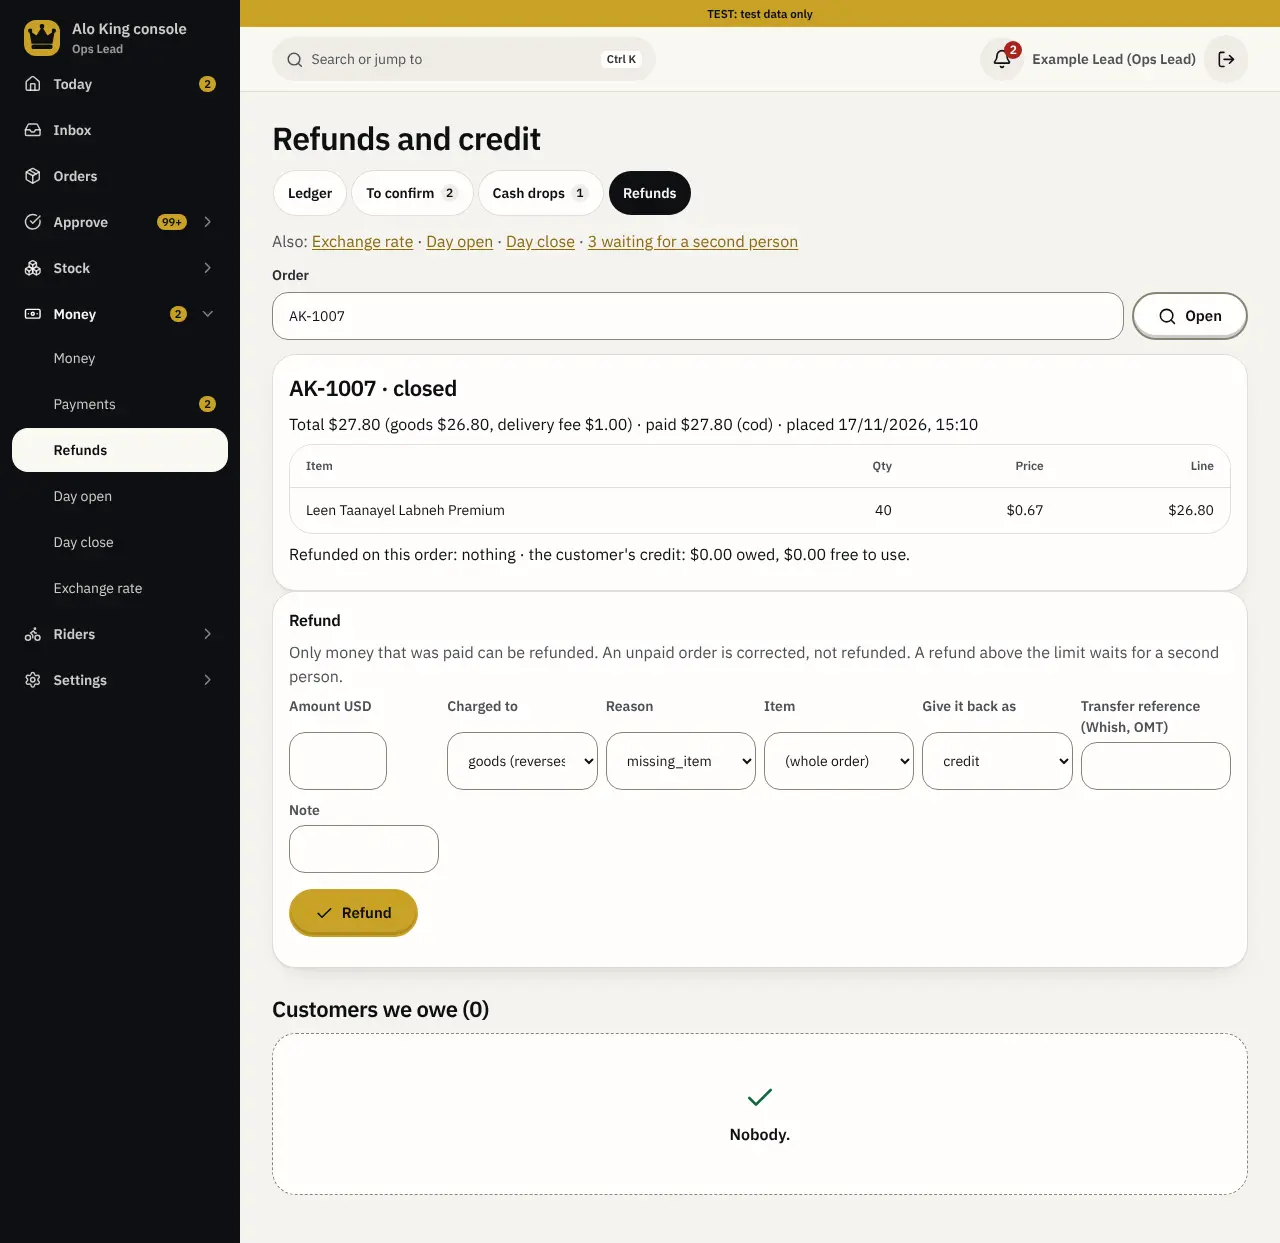 TEST: test data only
Alo King console
Ops Lead
Today 2
Inbox
Orders
Approve 99+
Stock
Money 2
Money
Payments 2
Refunds
Day open
Day close
Exchange rate
Riders
Settings
Search or jump to Ctrl K
2 Example Lead (Ops Lead)
Refunds and credit
Ledger To confirm 2 Cash drops 1 Refunds
Also: Exchange rate · Day open · Day close · 3 waiting for a second person
Order
AK-1007 Open
AK-1007 · closed
Total $27.80 (goods $26.80, delivery fee $1.00) · paid $27.80 (cod) · placed 17/11/2026, 15:10
Item Qty Price Line
Leen Taanayel Labneh Premium 40 $0.67 $26.80
Refunded on this order: nothing · the customer's credit: $0.00 owed, $0.00 free to use.
Refund
Only money that was paid can be refunded. An unpaid order is corrected, not refunded. A refund above the limit waits for a second
person.
Amount USD Charged to Reason Item Give it back as Transfer reference
(Whish, OMT)
goods (reverses missing_item (whole order) credit
Note
Refund
Customers we owe (0)
Nobody.